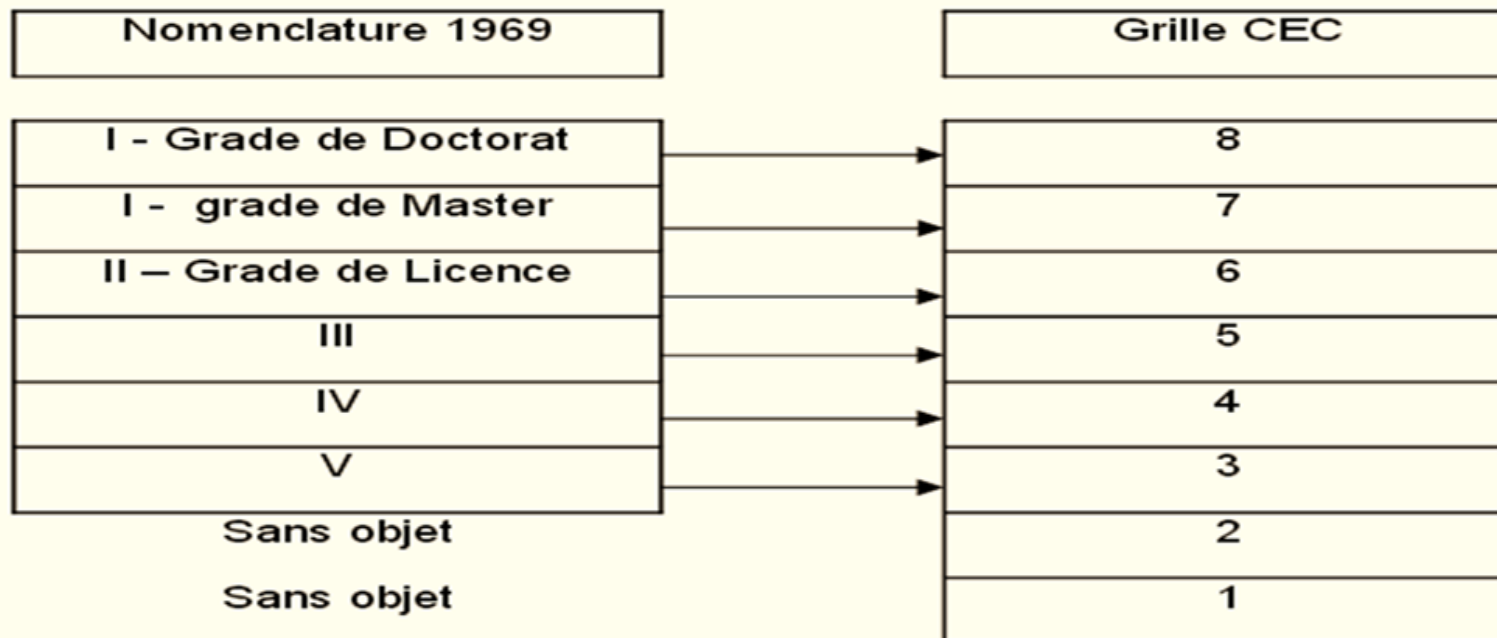 Nomenclature 1969
Grille CEC
I - Grade de Doctorat
8
I - grade de Master
7
II – Grade de Licence
6
III
5
IV
4
V
3
Sans objet
2
Sans objet
1